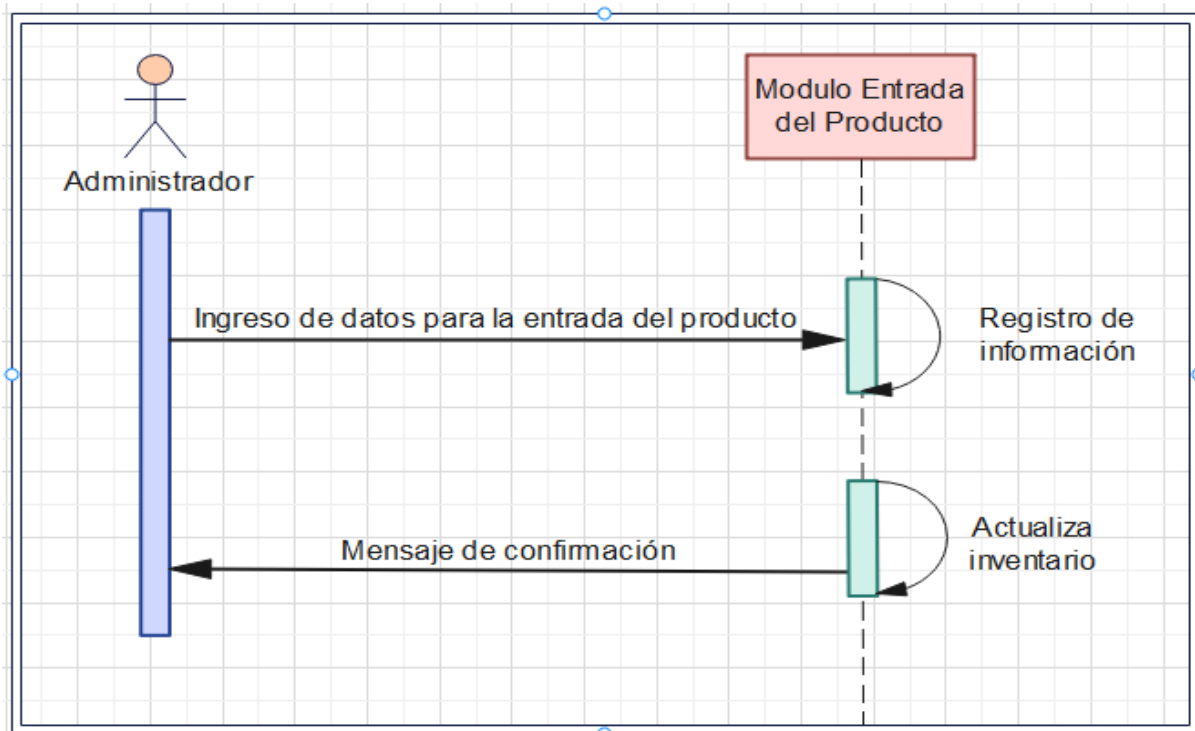 Modulo Entrada
del Producto
Administrador
Ingreso de datos para la entrada del producto
Registro de
información
Mensaje de confirmación
Actualiza
inventario